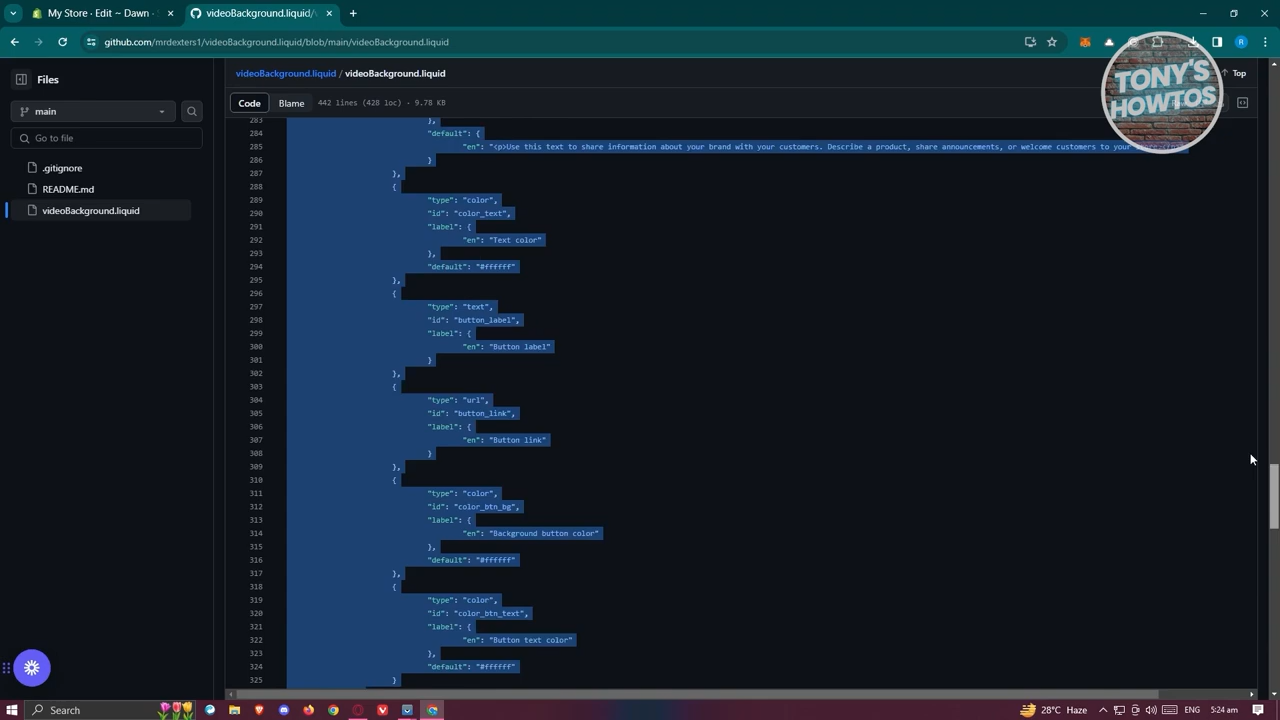 My Store · Edit ~ Dawn ·
videoBackground.liquid/
github.com/mrdexters1/videoBackground.liquid/blob/main/videoBackground.liquid
Files
videoBackground.liquid / videoBackground.liquid
Top
TONY'S
HOWTOS
main
Code
Blame
442 lines (428 loc) · 9.78 KB
Go to file
.gitignore
README.md
videoBackground.liquid
283 },
284 "default": {
285 "en": "<p>Use this text to share information about your brand with your customers. Describe a product, share announcements, or welcome customers to your
286 }
287 },
288 {
289 "type": "color",
290 "id": "color_text",
291 "label": {
292 "en": "Text color"
293 },
294 "default": "#ffffff"
295 },
296 {
297 "type": "text",
298 "id": "button_label",
299 "label": {
300 "en": "Button label"
301 }
302 },
303 {
304 "type": "url",
305 "id": "button_link",
306 "label": {
307 "en": "Button link"
308 }
309 },
310 {
311 "type": "color",
312 "id": "color_btn_bg",
313 "label": {
314 "en": "Background button color"
315 },
316 "default": "#ffffff"
317 },
318 {
319 "type": "color",
320 "id": "color_btn_text",
321 "label": {
322 "en": "Button text color"
323 },
324 "default": "#ffffff"
325 }
Search
28°C Haze
ENG
5:24 am
R